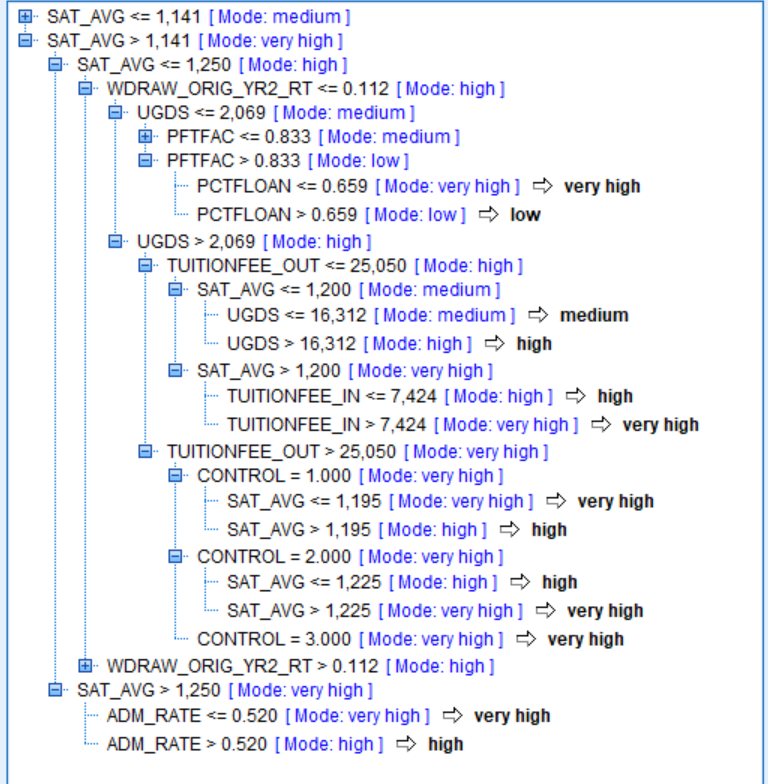 SAT_AVG <= 1,141 [ Mode: medium ]
SAT_AVG > 1,141 [ Mode: very high ]
SAT_AVG <= 1,250 [ Mode: high ]
WDRAW_ORIG_YR2_RT <= 0.112 [ Mode: high ]
UGDS <= 2,069 [ Mode: medium ]
PFTFAC <= 0.833 [ Mode: medium ]
PFTFAC > 0.833 [ Mode: low ]
PCTFLOAN <= 0.659 [ Mode: very high ] ⇨ very high
PCTFLOAN > 0.659 [ Mode: low ] ⇨ low
UGDS > 2,069 [ Mode: high ]
TUITIONFEE_OUT <= 25,050 [ Mode: high ]
SAT_AVG <= 1,200 [ Mode: medium ]
UGDS <= 16,312 [ Mode: medium ] ⇨ medium
UGDS > 16,312 [ Mode: high ] ⇨ high
SAT_AVG > 1,200 [ Mode: very high ]
TUITIONFEE_IN <= 7,424 [ Mode: high ] ⇨ high
TUITIONFEE_IN > 7,424 [ Mode: very high ] ⇨ very high
TUITIONFEE_OUT > 25,050 [ Mode: very high ]
CONTROL = 1.000 [ Mode: very high ]
SAT_AVG <= 1,195 [ Mode: very high ] ⇨ very high
SAT_AVG > 1,195 [ Mode: high ] ⇨ high
CONTROL = 2.000 [ Mode: very high ]
SAT_AVG <= 1,225 [ Mode: high ] ⇨ high
SAT_AVG > 1,225 [ Mode: very high ] ⇨ very high
CONTROL = 3.000 [ Mode: very high ] ⇨ very high
WDRAW_ORIG_YR2_RT > 0.112 [ Mode: high ]
SAT_AVG > 1,250 [ Mode: very high ]
ADM_RATE <= 0.520 [ Mode: very high ] ⇨ very high
ADM_RATE > 0.520 [ Mode: high ] ⇨ high